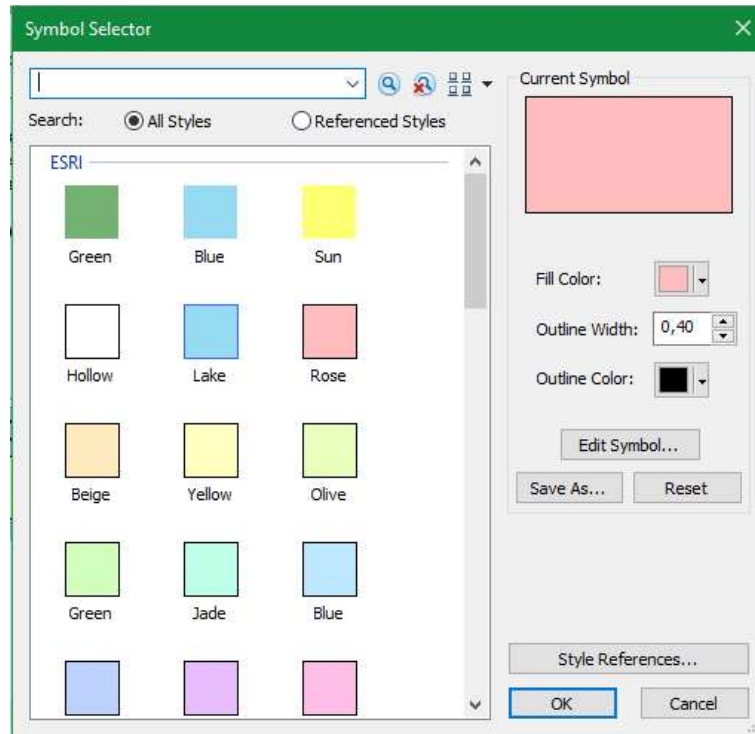 Symbol Selector
Search:
All Styles
Referenced Styles
ESRI
Green
Blue
Sun
Hollow
Lake
Rose
Beige
Yellow
Olive
Green
Jade
Blue
Current Symbol
Fill Color:
Outline Width: 0,40
Outline Color:
Edit Symbol...
Save As...
Reset
Style References...
OK
Cancel